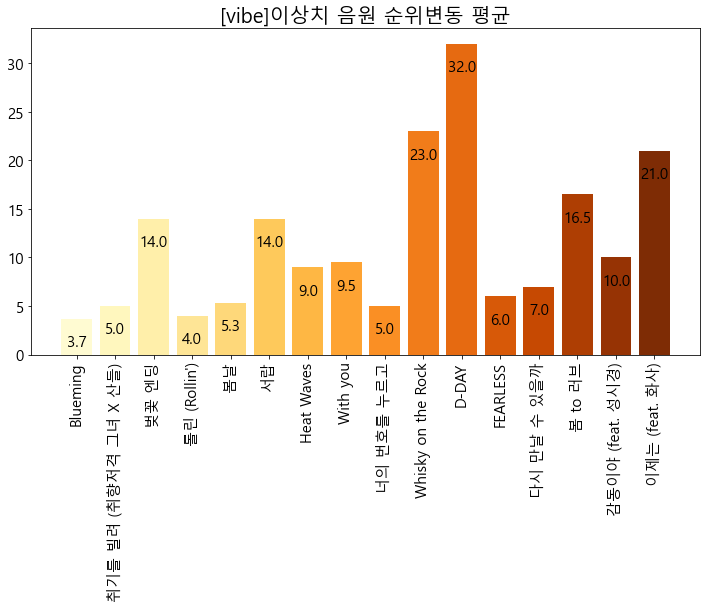 [vibe]이상치 음원 순위변동 평균
30
25
20
15
10
5
0
3.7
5.0
14.0
4.0
5.3
14.0
9.0
9.5
5.0
23.0
32.0
6.0
7.0
16.5
10.0
21.0
Blueming
취기를 빌려 (취향저격 그녀 X 산들)
벚꽃 엔딩
롤린 (Rollin')
봄날
서랍
Heat Waves
With you
너의 번호를 누르고
Whisky on the Rock
D-DAY
FEARLESS
다시 만날 수 있을까
봄 to 러브
감동이야 (feat. 성시경)
이제는 (feat. 화사)